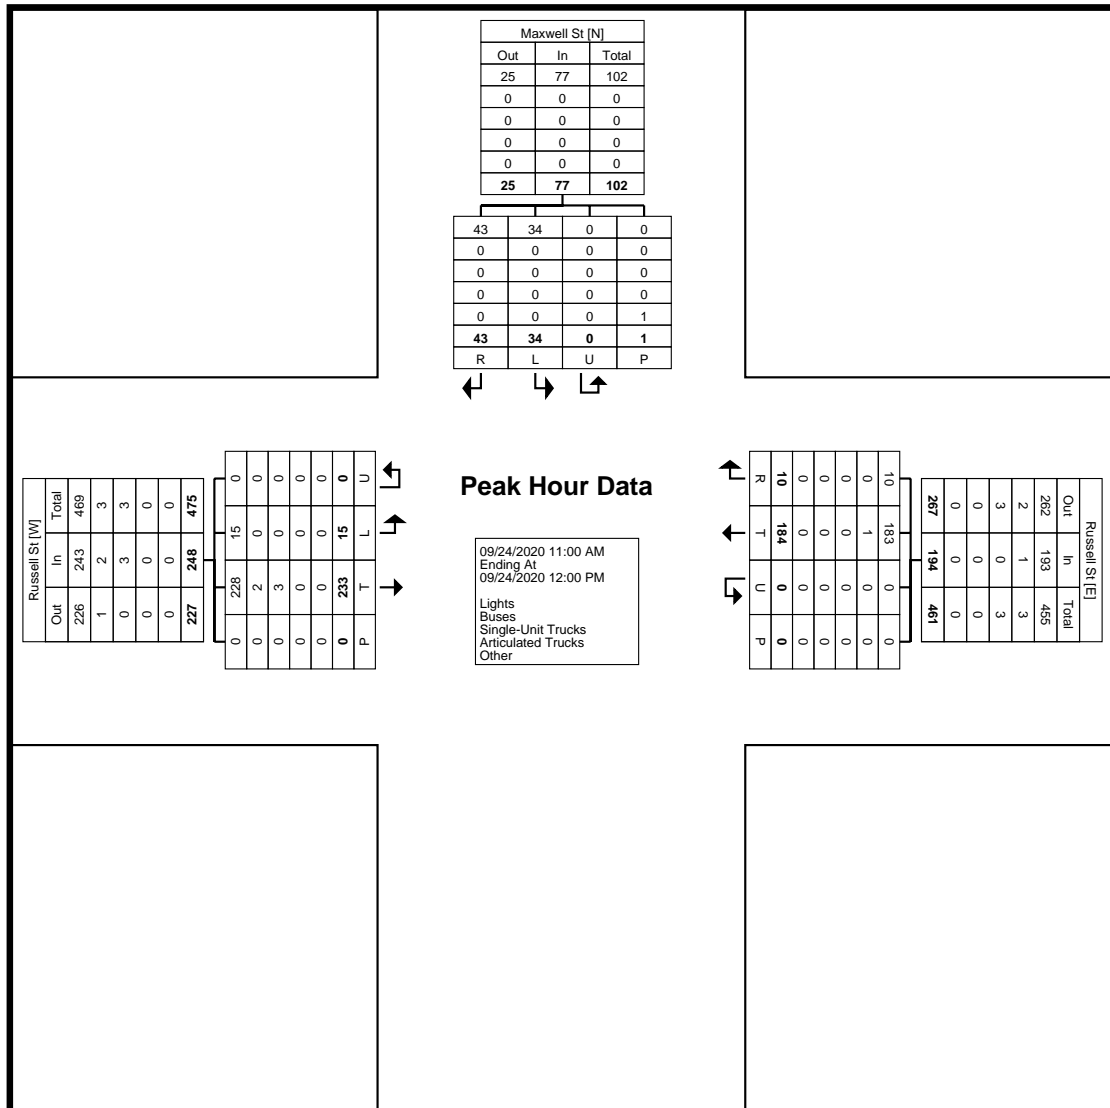 Maxwell St [N]
Out In Total
25 77 102
0 0 0
0 0 0
0 0 0
0 0 0
25 77 102
43 34 0 0
0 0 0 0
0 0 0 0
0 0 0 0
0 0 0 1
43 34 0 1
R L U P
Peak Hour Data
09/24/2020 11:00 AM
Ending At
09/24/2020 12:00 PM
Lights
Buses
Single-Unit Trucks
Articulated Trucks
Other
Russell St [W]
Out In Total
226 243 469
1 2 3
0 3 3
0 0 0
0 0 0
227 248 475
0 228 15 0
0 2 0 0
0 3 0 0
0 0 0 0
0 0 0 0
0 233 15 0
P T L U
Russell St [E]
Out In Total
262 193 455
2 1 3
3 0 3
0 0 0
0 0 0
267 194 461
10 183 0 0
0 1 0 0
0 0 0 0
0 0 0 0
0 0 0 0
10 184 0 0
R T U P